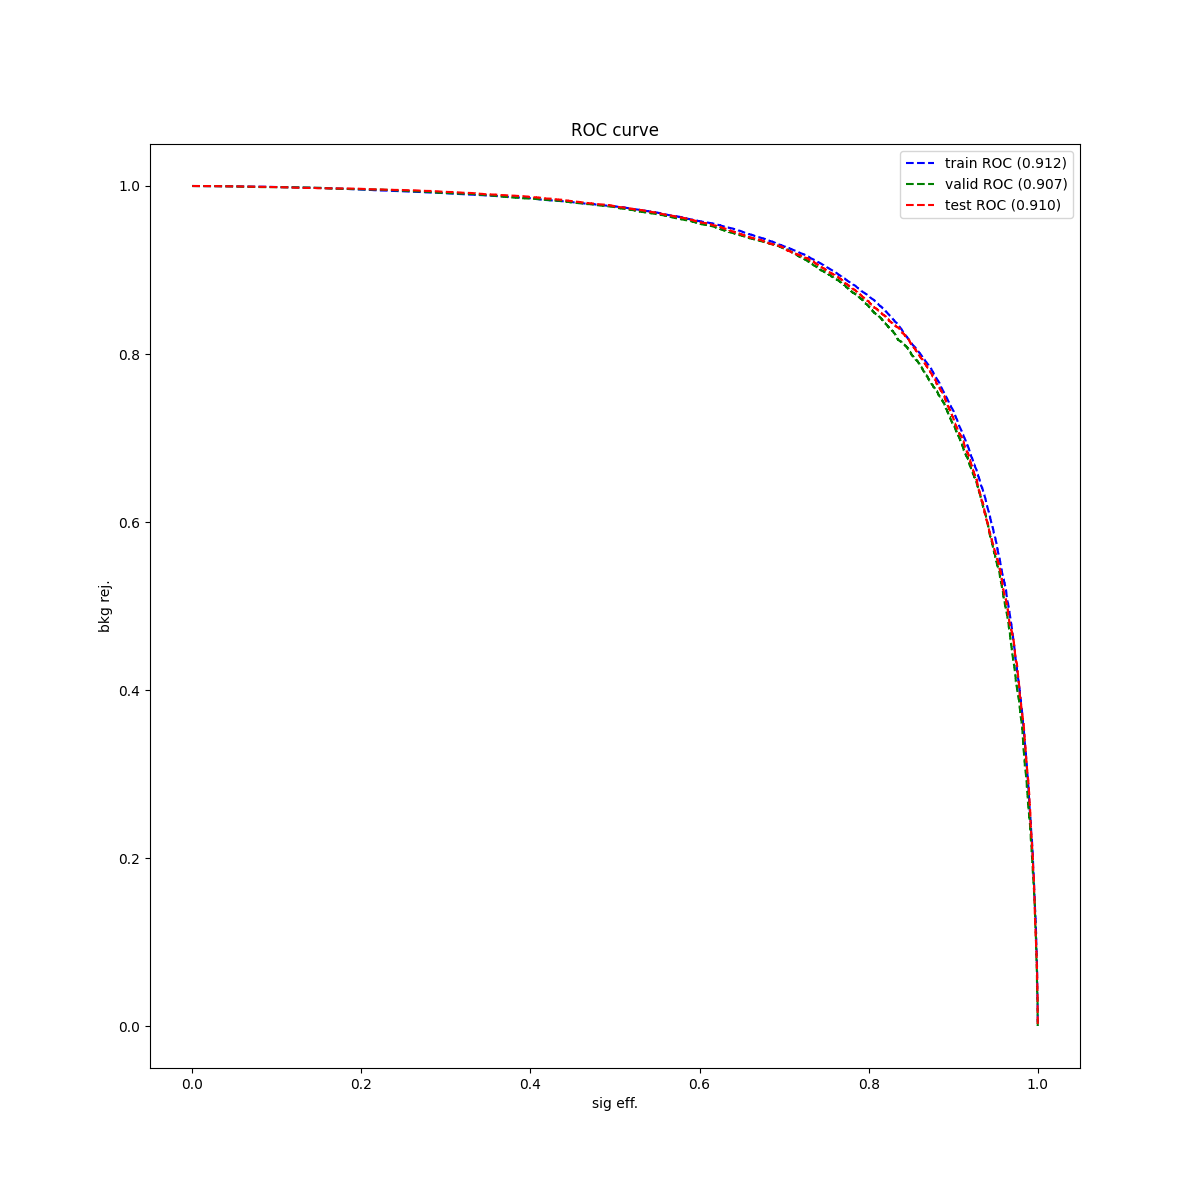 ROC curve
train ROC (0.912)
valid ROC (0.907)
test ROC (0.910)
1.0
0.8
0.6
0.4
0.2
0.0
bkg rej.
0.0 0.2 0.4 0.6 0.8 1.0
sig eff.